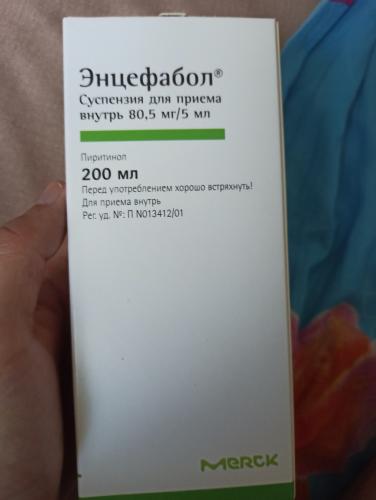 Энцефабол®
Суспензия для приема
внутрь 80,5 мг/5 мл
Пиритинол
200 мл
Перед употреблением хорошо встряхнуть!
Для приема внутрь
Рег. уд. №: П N013412/01
MERCK